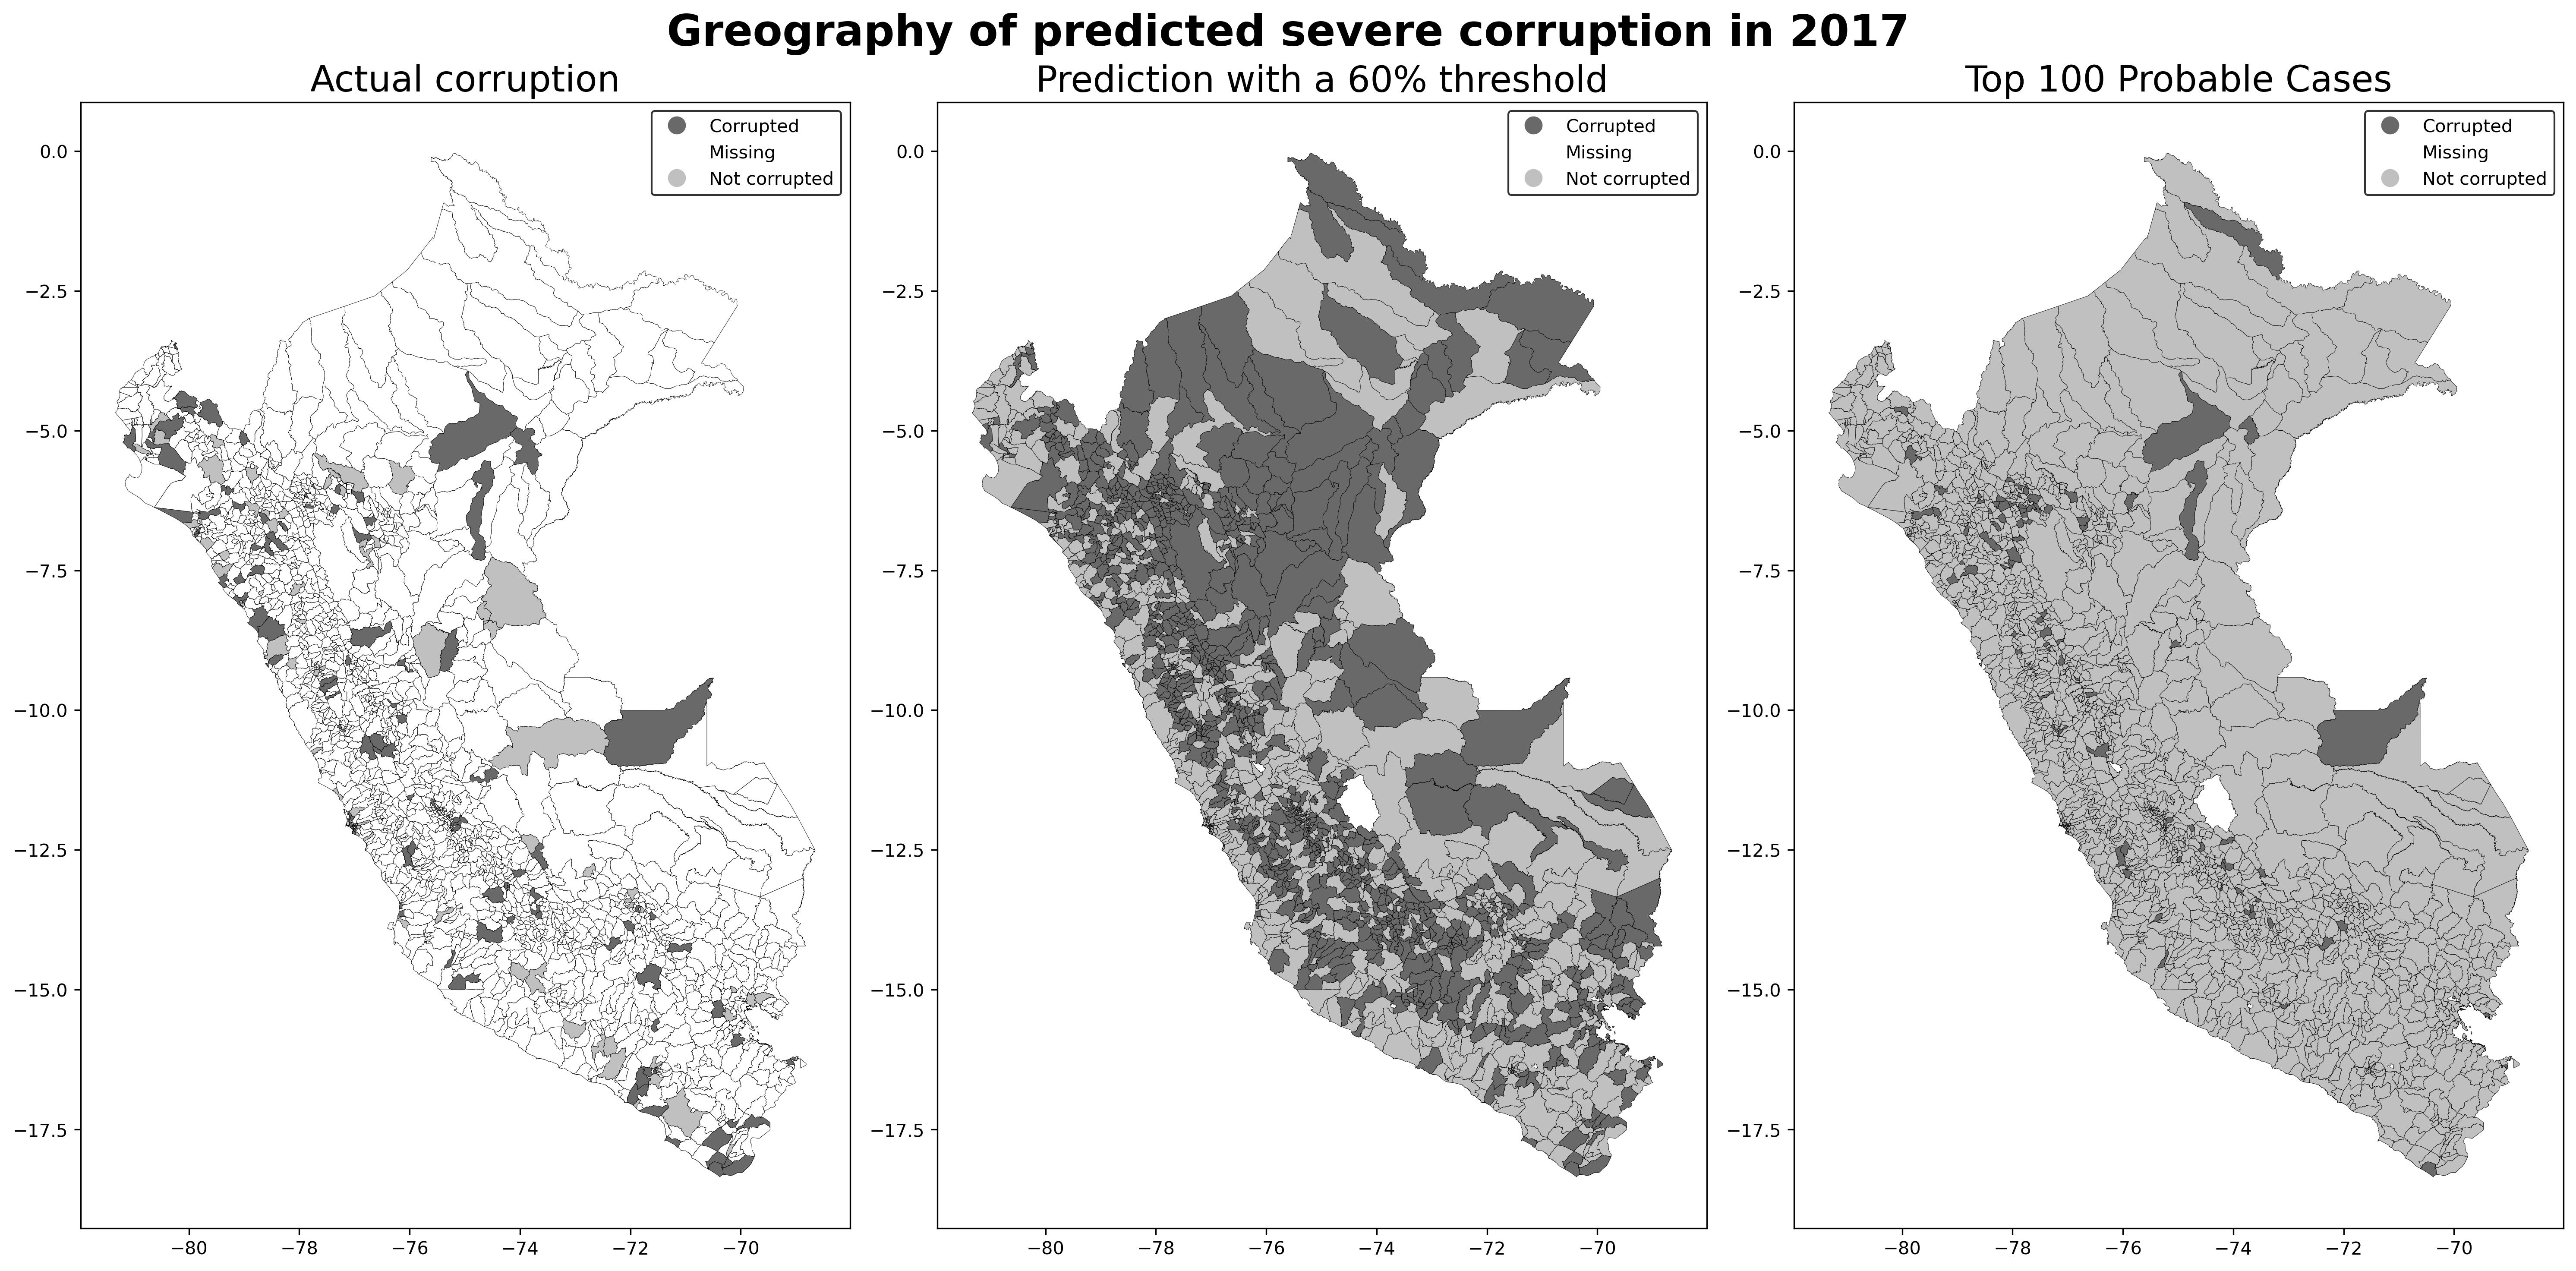 Greography of predicted severe corruption in 2017
Actual corruption
Corrupted
Missing
Not corrupted
0.0
−2.5
−5.0
−7.5
−10.0
−12.5
−15.0
−17.5
−80 −78 −76 −74 −72 −70
Prediction with a 60% threshold
Corrupted
Missing
Not corrupted
0.0
−2.5
−5.0
−7.5
−10.0
−12.5
−15.0
−17.5
−80 −78 −76 −74 −72 −70
Top 100 Probable Cases
Corrupted
Missing
Not corrupted
0.0
−2.5
−5.0
−7.5
−10.0
−12.5
−15.0
−17.5
−80 −78 −76 −74 −72 −70